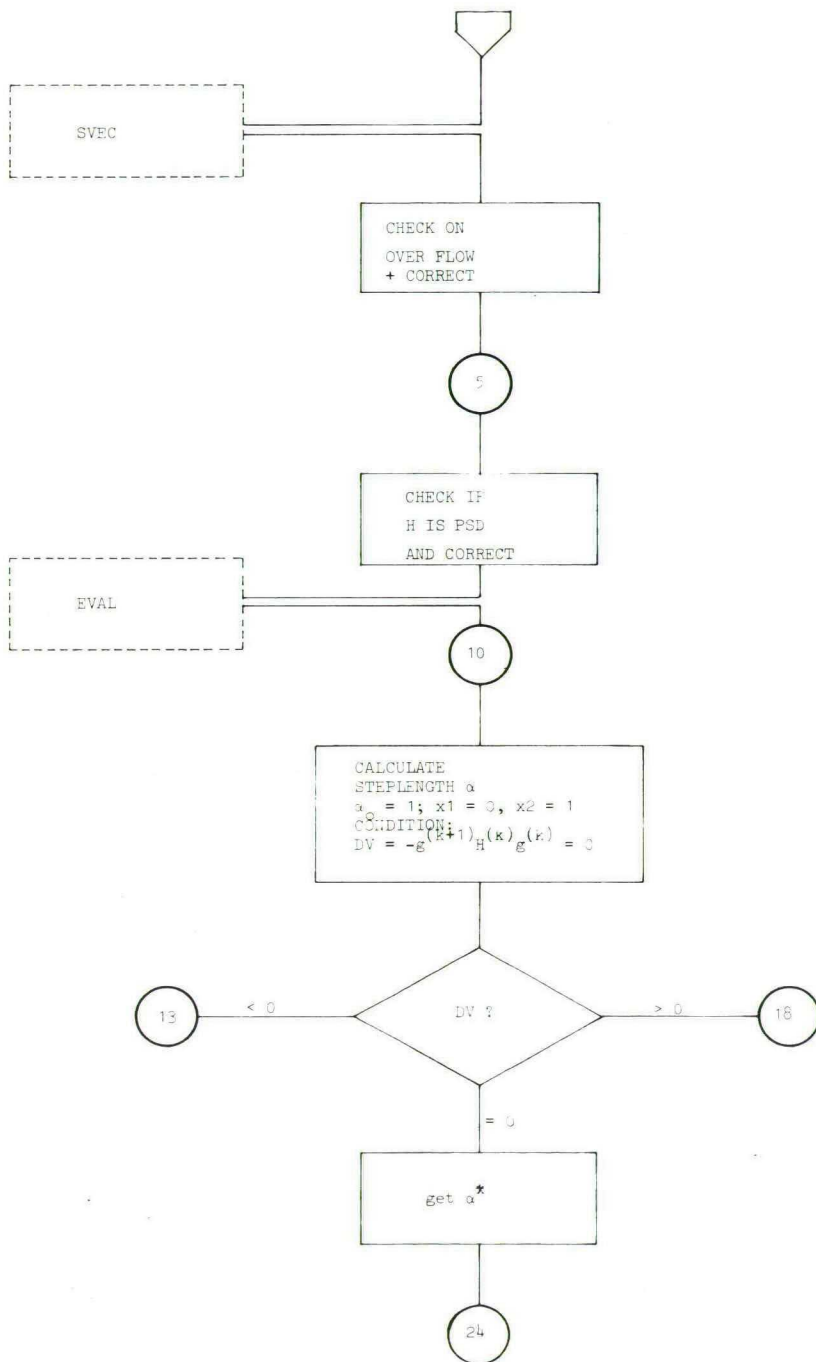 SVEC
CHECK ON
OVER FLOW
+ CORRECT
5
CHECK IF
H IS PSD
AND CORRECT
EVAL
10
CALCULATE
STEPLENGTH α
α₀ = 1; x1 = 0, x2 = 1
CONDITION:
DV = -g^(k+1) H^(k) g^(k) = 0
13
< 0
DV ?
> 0
18
= 0
get α*
24